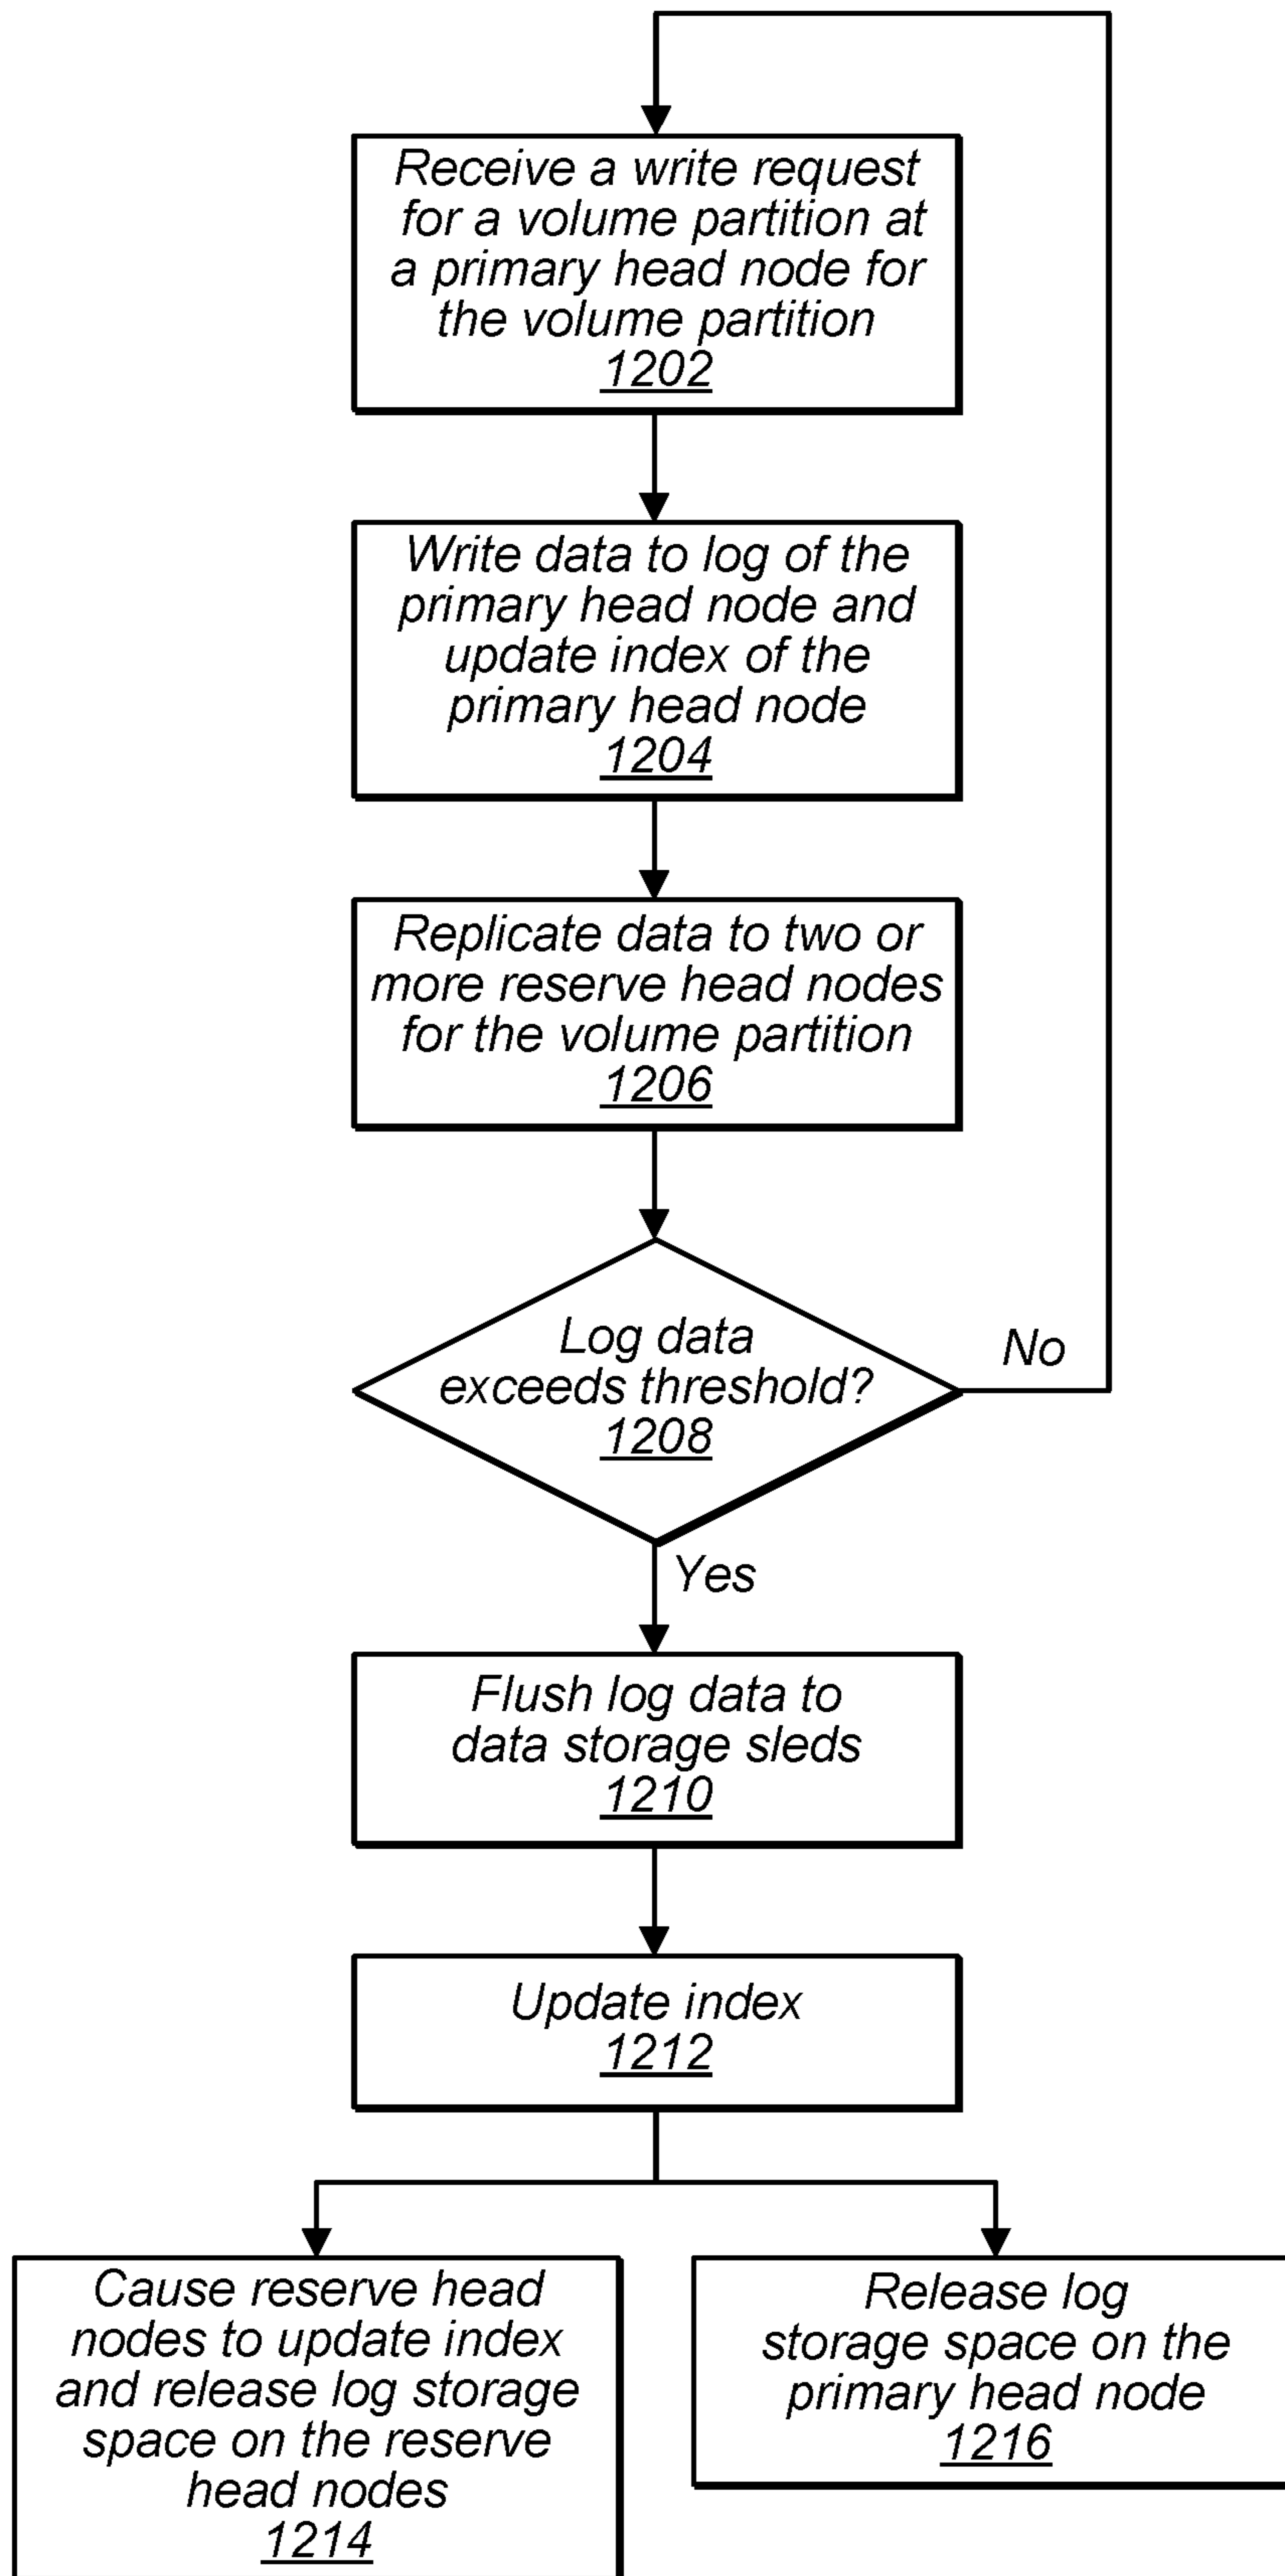 Receive a write request
for a volume partition at
a primary head node for
the volume partition
1202
Write data to log of the
primary head node and
update index of the
primary head node
1204
Replicate data to two or
more reserve head nodes
for the volume partition
1206
Log data
exceeds threshold?
1208
No
Yes
Flush log data to
data storage sleds
1210
Update index
1212
Cause reserve head
nodes to update index
and release log storage
space on the reserve
head nodes
1214
Release log
storage space on the
primary head node
1216